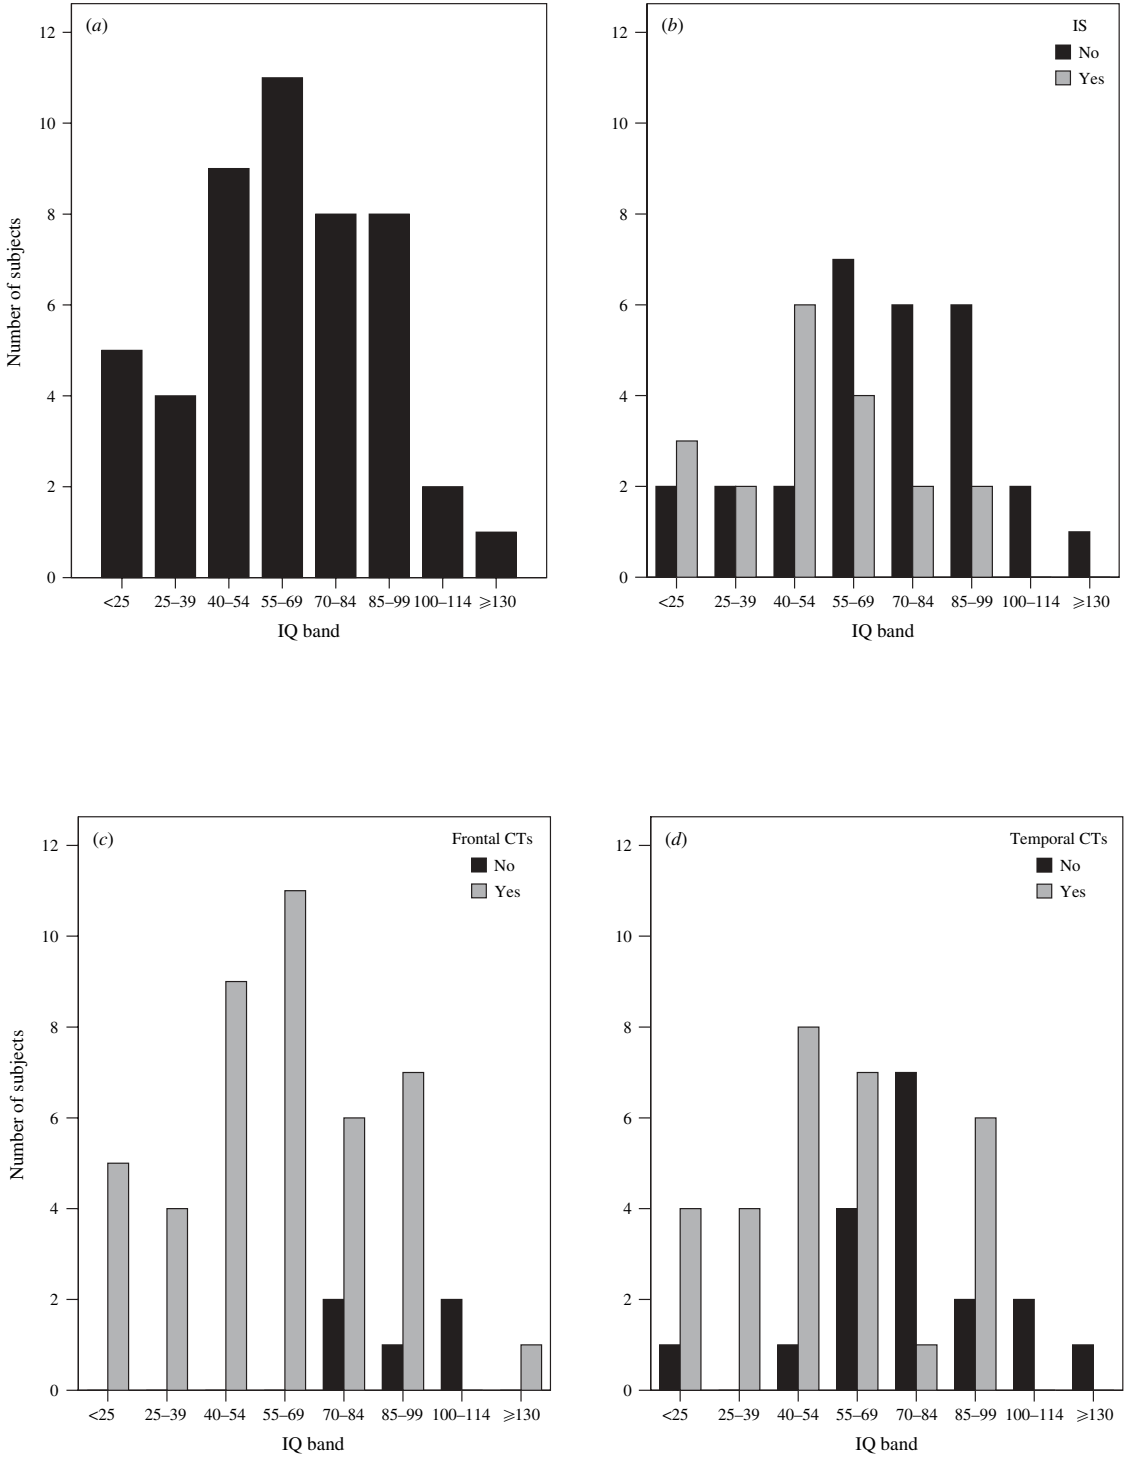 (a)
12
10
8
6
4
2
0
Number of subjects
<25 25–39 40–54 55–69 70–84 85–99 100–114 ⩾130
IQ band
(b)
IS
No
Yes
12
10
8
6
4
2
0
<25 25–39 40–54 55–69 70–84 85–99 100–114 ⩾130
IQ band
(c)
Frontal CTs
No
Yes
12
10
8
6
4
2
0
Number of subjects
<25 25–39 40–54 55–69 70–84 85–99 100–114 ⩾130
IQ band
(d)
Temporal CTs
No
Yes
12
10
8
6
4
2
0
<25 25–39 40–54 55–69 70–84 85–99 100–114 ⩾130
IQ band